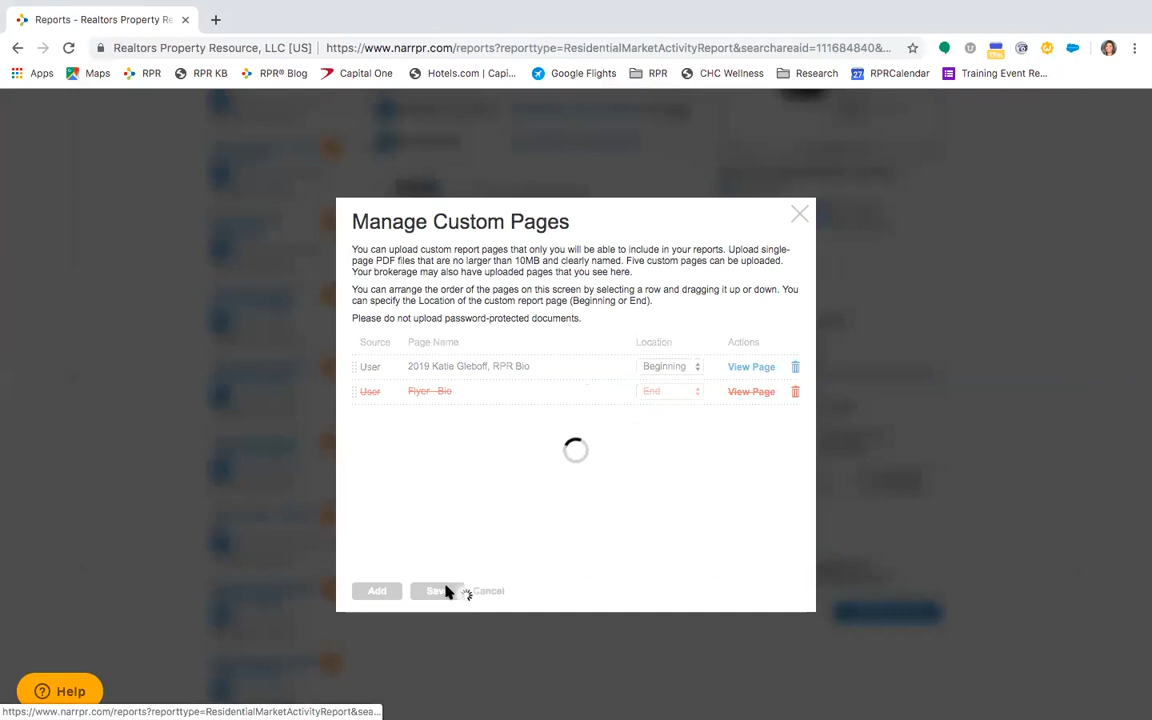 Reports - Realtors Property Re
Realtors Property Resource, LLC [US] | https://www.narrpr.com/reports?reporttype=ResidentialMarketActivityReport&searchareaid=111684840&...
Apps Maps RPR RPR KB RPR® Blog Capital One Hotels.com | Capi... Google Flights RPR CHC Wellness Research RPRCalendar Training Event Re...
Manage Custom Pages
You can upload custom report pages that only you will be able to include in your reports. Upload single-
page PDF files that are no larger than 10MB and clearly named. Five custom pages can be uploaded.
Your brokerage may also have uploaded pages that you see here.
You can arrange the order of the pages on this screen by selecting a row and dragging it up or down. You
can specify the Location of the custom report page (Beginning or End).
Please do not upload password-protected documents.
Source Page Name Location Actions
User 2019 Katie Gleboff, RPR Bio Beginning View Page
User Flyer - Bio End View Page
Add Save Cancel
Help
https://www.narrpr.com/reports?reporttype=ResidentialMarketActivityReport&sea...